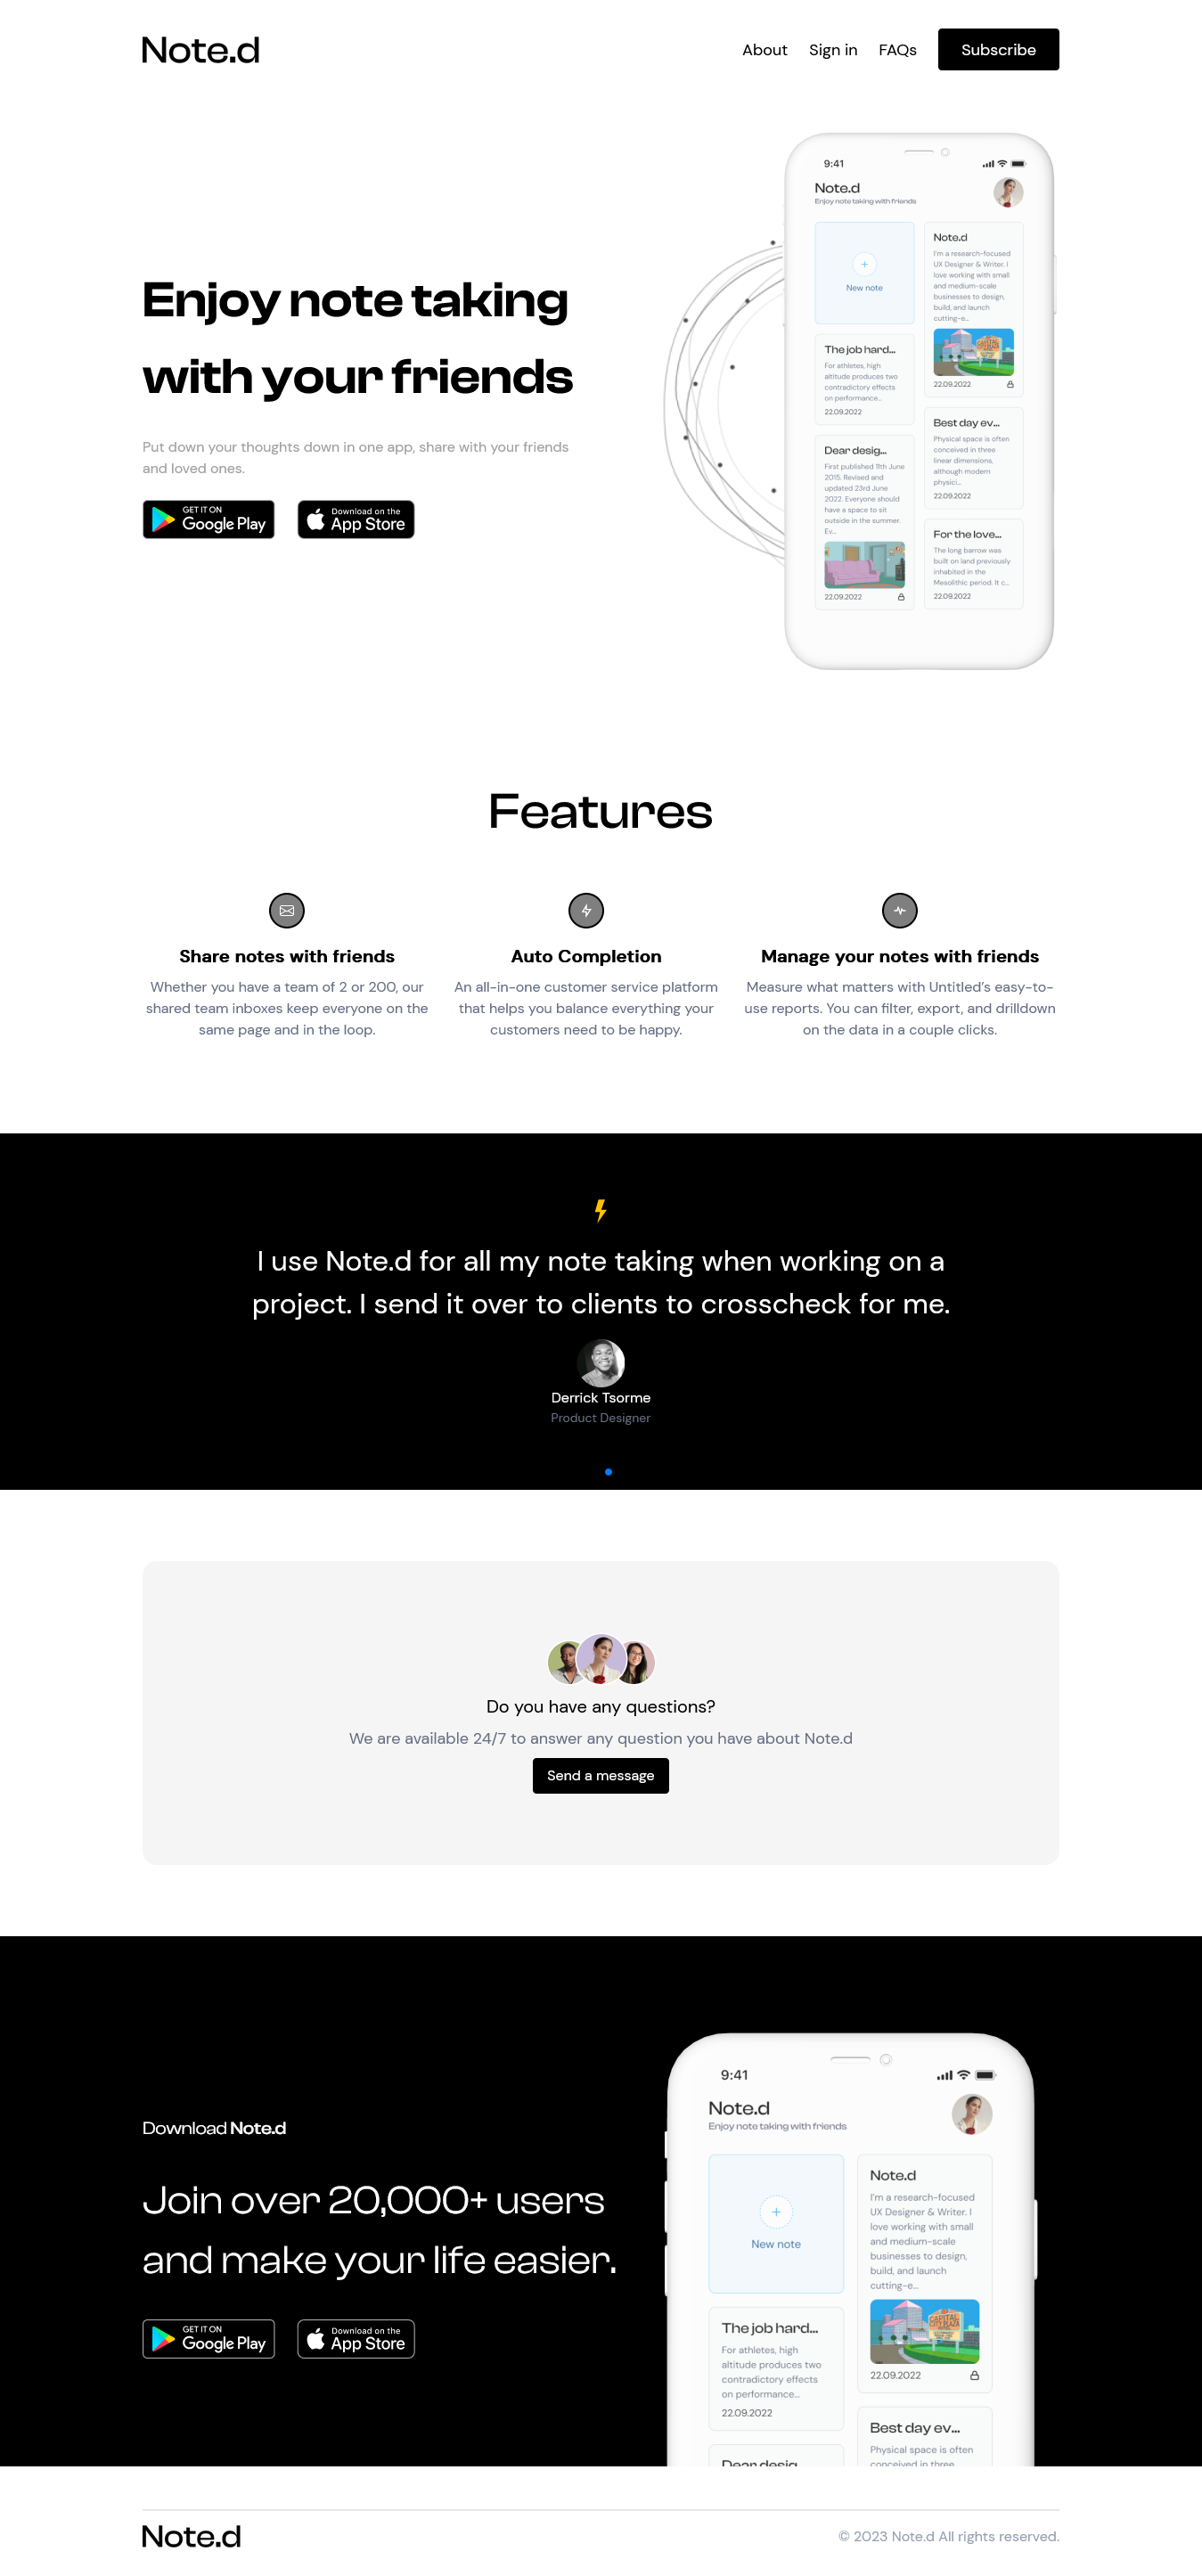 Note.d
About
Sign in
FAQs
Subscribe
Enjoy note taking
with your friends
Put down your thoughts down in one app, share with your friends
and loved ones.
GET IT ON
Google Play
Download on the
App Store
9:41
Note.d
Enjoy note taking with friends
New note
The job hard...
For athletes, high
altitude produces two
contradictory effects
on performance...
22.09.2022
Dear desig...
First published 11th June
2015. Revised and
updated 23rd June
2022. Everyone should
have a space to sit
outside in the summer.
Ev...
22.09.2022
Note.d
I'm a research-focused
UX Designer & Writer. I
love working with small
and medium-scale
businesses to design,
build, and launch
cutting-e...
CAPITAL
CITY PLAZA
22.09.2022
Best day ev...
Physical space is often
conceived in three
linear dimensions,
although modern
physici...
22.09.2022
For the love...
The long barrow was
built on land previously
inhabited in the
Mesolithic period. It c...
22.09.2022
Features
Share notes with friends
Whether you have a team of 2 or 200, our
shared team inboxes keep everyone on the
same page and in the loop.
Auto Completion
An all-in-one customer service platform
that helps you balance everything your
customers need to be happy.
Manage your notes with friends
Measure what matters with Untitled's easy-to-
use reports. You can filter, export, and drilldown
on the data in a couple clicks.
I use Note.d for all my note taking when working on a
project. I send it over to clients to crosscheck for me.
Derrick Tsorme
Product Designer
Do you have any questions?
We are available 24/7 to answer any question you have about Note.d
Send a message
Download Note.d
Join over 20,000+ users
and make your life easier.
GET IT ON
Google Play
Download on the
App Store
9:41
Note.d
Enjoy note taking with friends
New note
The job hard...
For athletes, high
altitude produces two
contradictory effects
on performance...
22.09.2022
Dear desig...
Note.d
I'm a research-focused
UX Designer & Writer. I
love working with small
and medium-scale
businesses to design,
build, and launch
cutting-e...
CAPITAL
CITY PLAZA
22.09.2022
Best day ev...
Physical space is often
conceived in three
Note.d
© 2023 Note.d All rights reserved.